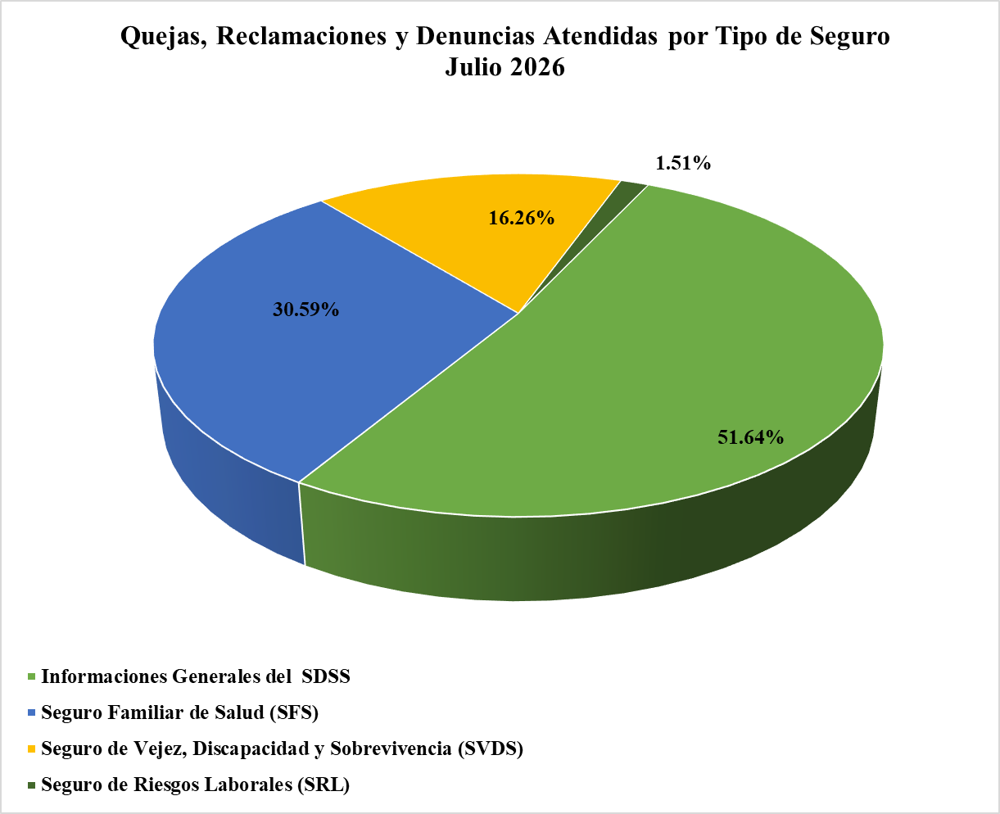 Quejas, Reclamaciones y Denuncias Atendidas por Tipo de Seguro
Julio 2026
1.51%
16.26%
30.59%
51.64%
Informaciones Generales del  SDSS
Seguro Familiar de Salud (SFS)
Seguro de Vejez, Discapacidad y Sobrevivencia (SVDS)
Seguro de Riesgos Laborales (SRL)